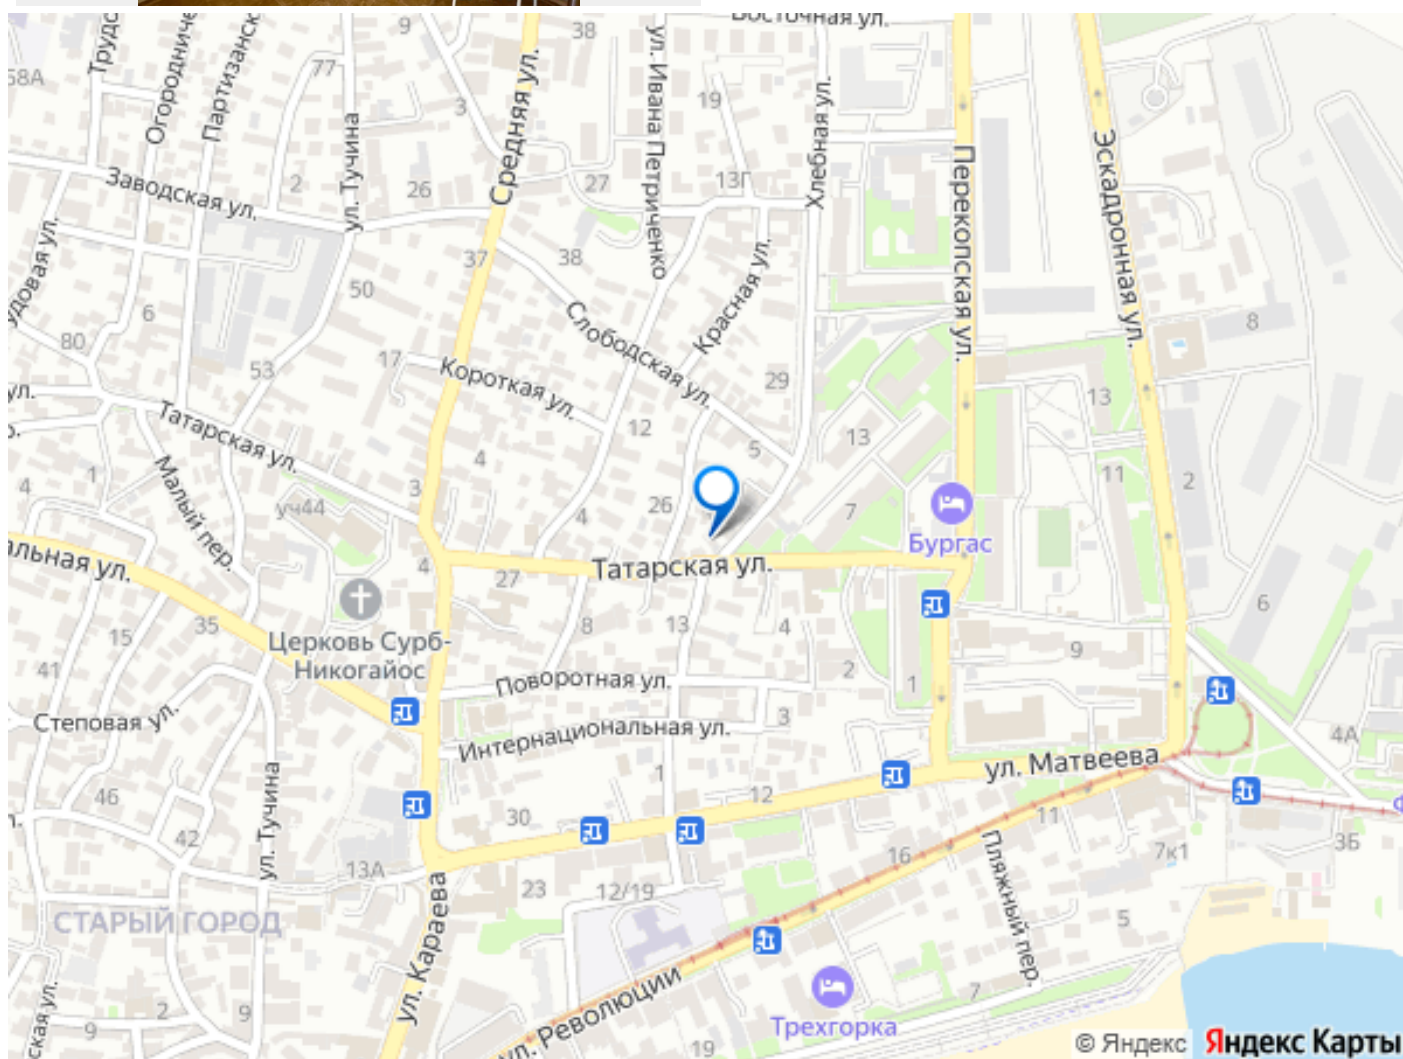 Восточная ул.
9
38
58А
77
3
19
Средняя ул.
ул. Ивана Петриченко
Хлебная ул.
Перекопская ул.
Эскадронная ул.
ул. Тучина
Заводская ул.
2
26
27
13Г
37
38
50
6
80
53
17
Короткая ул.
Слободская ул.
Красная ул.
29
8
13
12
13
5
Татарская ул.
Малый пер.
1
4
уч44
3
4
4
26
7
11
2
Бургас
Татарская ул.
27
4
8
13
4
2
1
9
6
15
35
41
Церковь Сурб-
Никогайос
Поворотная ул.
Степовая ул.
Интернациональная ул.
3
1
12
ул. Матвеева
4А
3Б
46
42
ул. Тучина
30
13А
23
12/19
16
11
7к1
5
Пляжный пер.
СТАРЫЙ ГОРОД
ул. Караева
ул. Революции
9
2
9
7
19
Трехгорка
© Яндекс Яндекс Карты